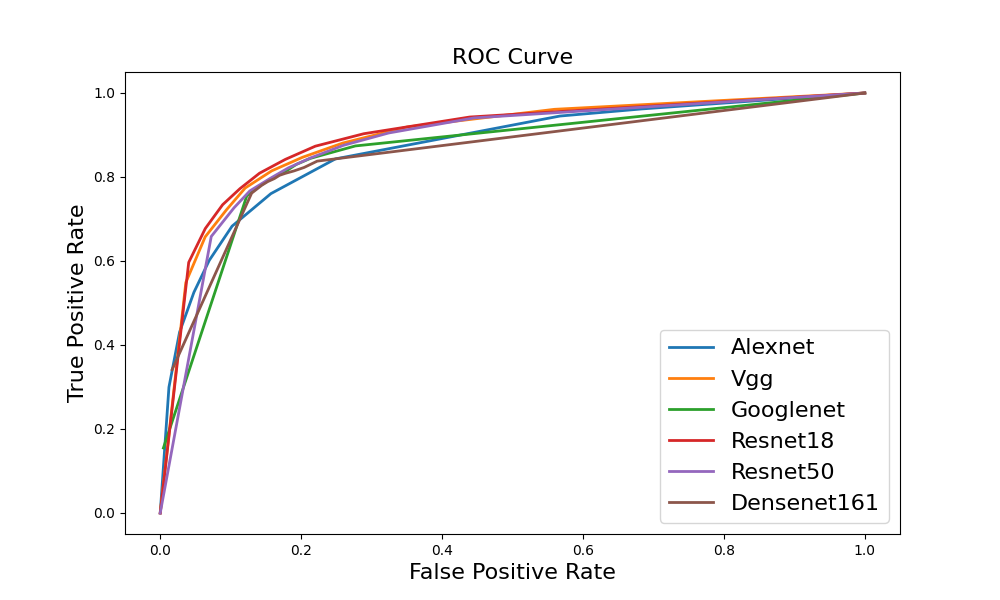 ROC Curve
True Positive Rate
1.0
0.8
0.6
0.4
0.2
0.0
0.0 0.2 0.4 0.6 0.8 1.0
False Positive Rate
Alexnet
Vgg
Googlenet
Resnet18
Resnet50
Densenet161